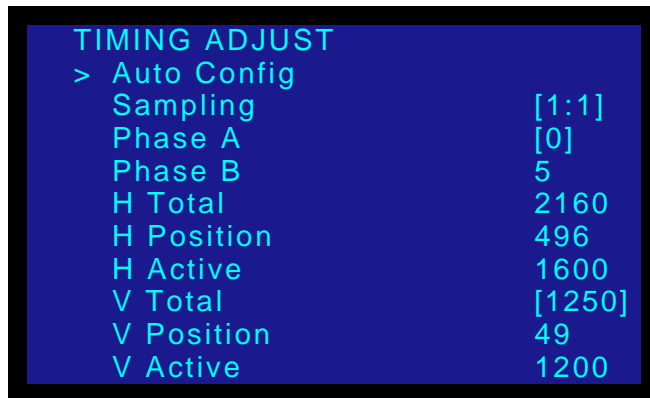 TIMING ADJUST
> Auto Config
Sampling [1:1]
Phase A [0]
Phase B 5
H Total 2160
H Position 496
H Active 1600
V Total [1250]
V Position 49
V Active 1200